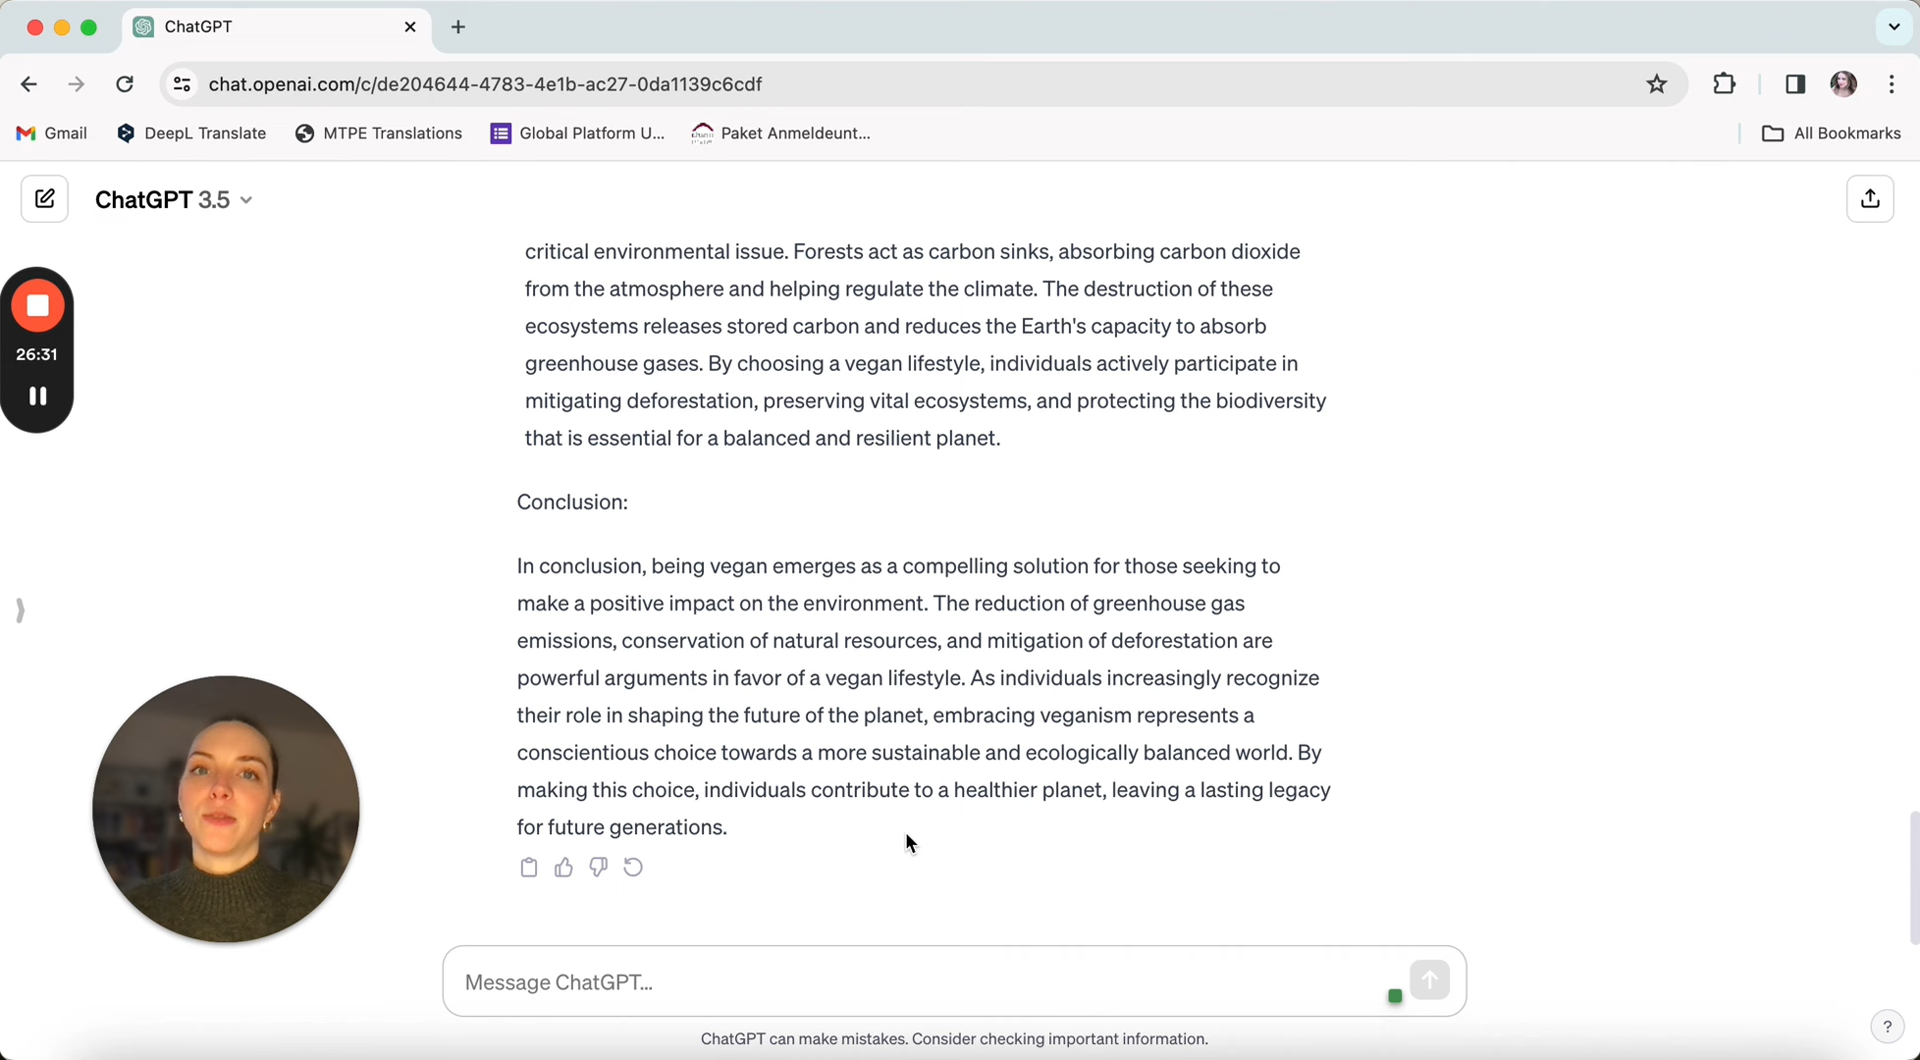 ChatGPT
chat.openai.com/c/de204644-4783-4e1b-ac27-0da1139c6cdf
Gmail
DeepL Translate
MTPE Translations
Global Platform U...
Paket Anmeldeunt...
All Bookmarks
ChatGPT 3.5
26:31
critical environmental issue. Forests act as carbon sinks, absorbing carbon dioxide
from the atmosphere and helping regulate the climate. The destruction of these
ecosystems releases stored carbon and reduces the Earth's capacity to absorb
greenhouse gases. By choosing a vegan lifestyle, individuals actively participate in
mitigating deforestation, preserving vital ecosystems, and protecting the biodiversity
that is essential for a balanced and resilient planet.
Conclusion:
In conclusion, being vegan emerges as a compelling solution for those seeking to
make a positive impact on the environment. The reduction of greenhouse gas
emissions, conservation of natural resources, and mitigation of deforestation are
powerful arguments in favor of a vegan lifestyle. As individuals increasingly recognize
their role in shaping the future of the planet, embracing veganism represents a
conscientious choice towards a more sustainable and ecologically balanced world. By
making this choice, individuals contribute to a healthier planet, leaving a lasting legacy
for future generations.
Message ChatGPT...
ChatGPT can make mistakes. Consider checking important information.
?